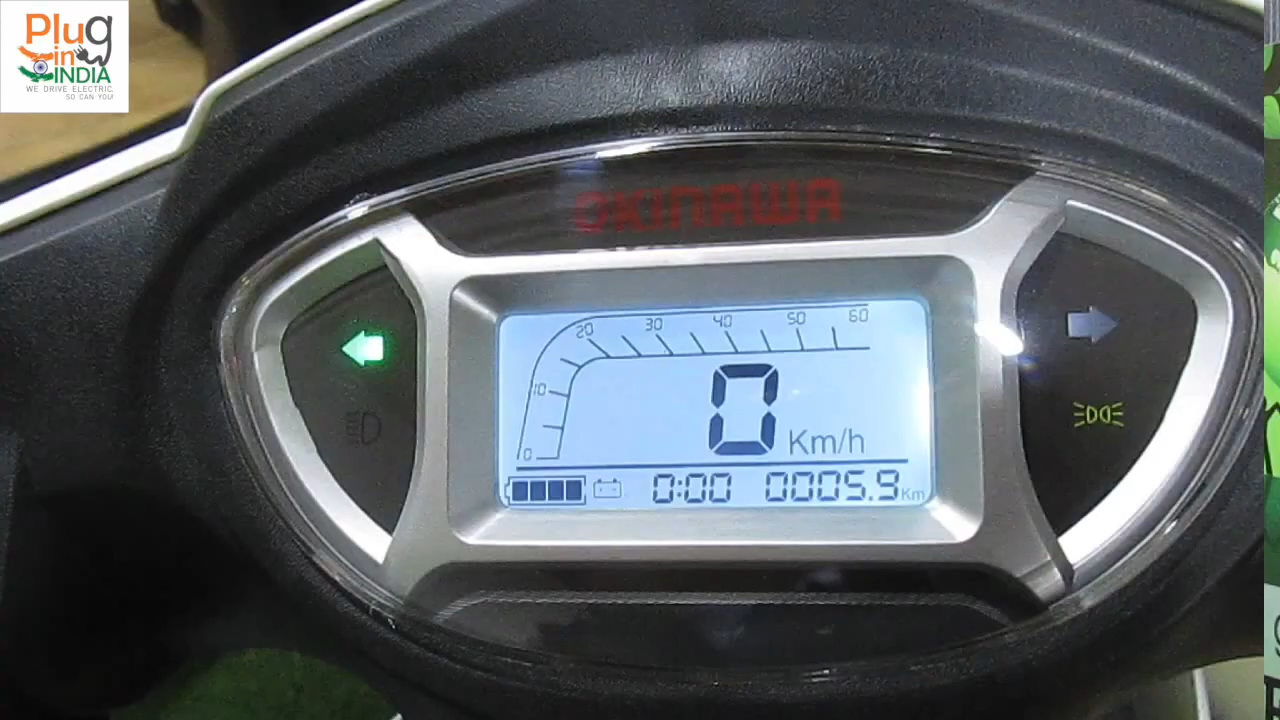 Plug
in
INDIA
WE DRIVE ELECTRIC.
SO CAN YOU!
OKINAWA
0 10 20 30 40 50 60
0 Km/h
0:00 0005.9 Km